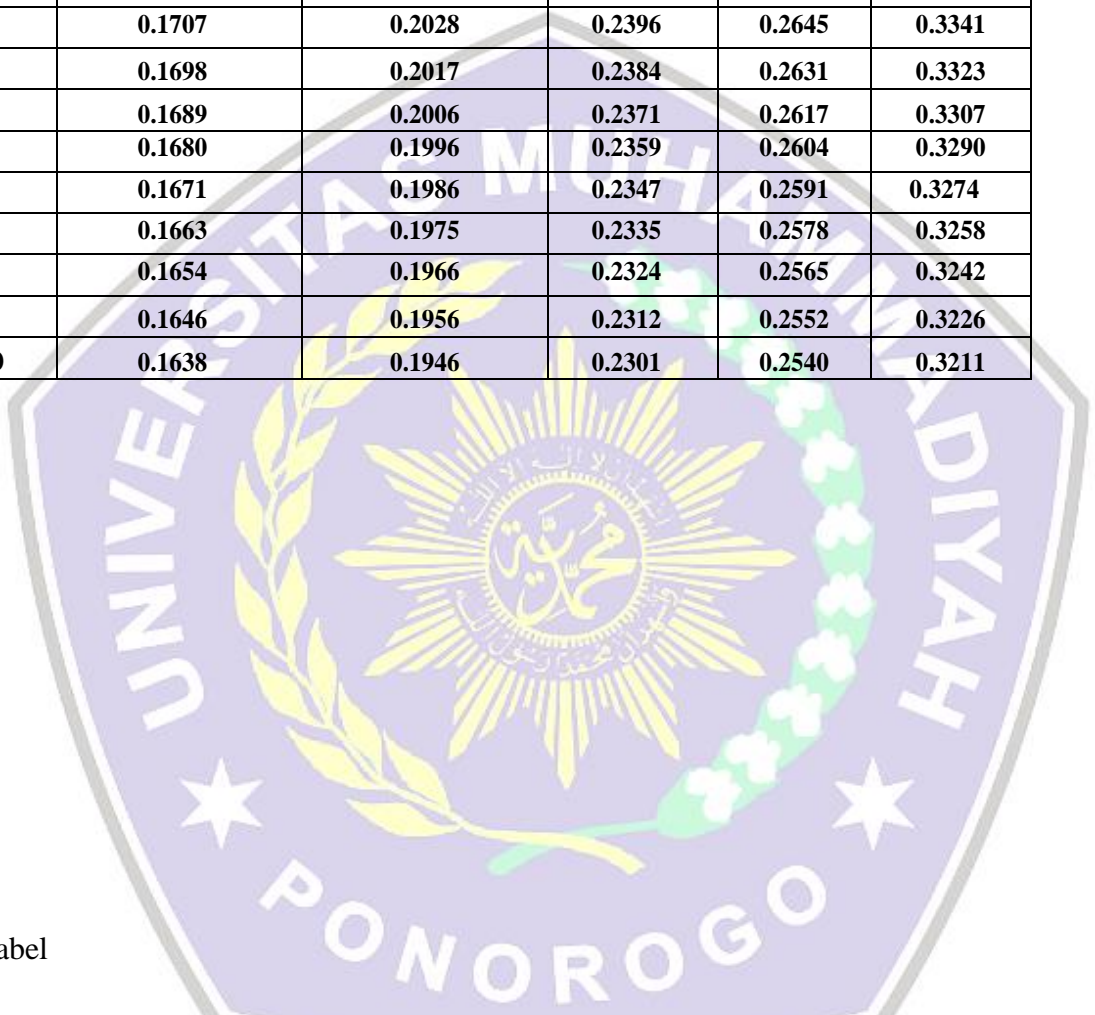 0.1707 0.2028 0.2396 0.2645 0.3341
0.1698 0.2017 0.2384 0.2631 0.3323
0.1689 0.2006 0.2371 0.2617 0.3307
0.1680 0.1996 0.2359 0.2604 0.3290
0.1671 0.1986 0.2347 0.2591 0.3274
0.1663 0.1975 0.2335 0.2578 0.3258
0.1654 0.1966 0.2324 0.2565 0.3242
0.1646 0.1956 0.2312 0.2552 0.3226
0.1638 0.1946 0.2301 0.2540 0.3211
UNIVERSITAS MUHAMMADIYAH
محمدية
PONOROGO
abel